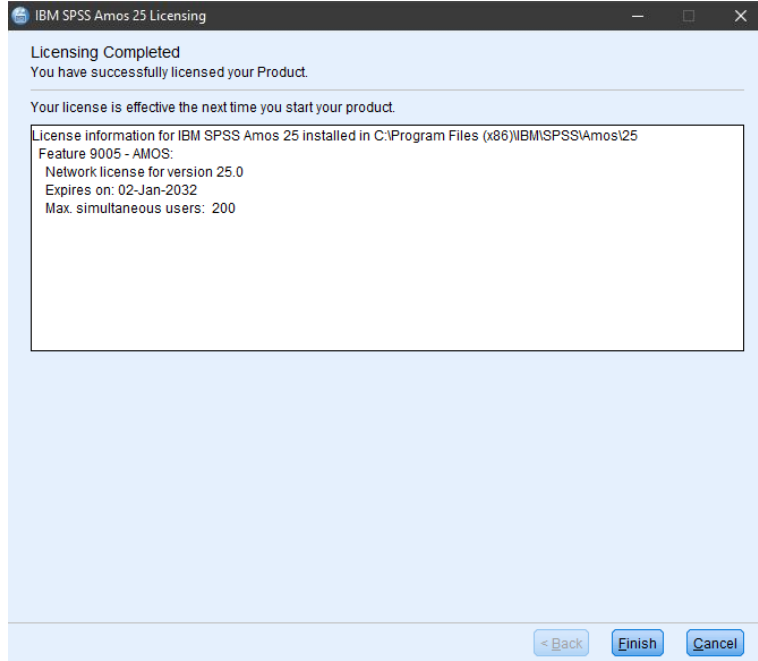 IBM SPSS Amos 25 Licensing
Licensing Completed
You have successfully licensed your Product.
Your license is effective the next time you start your product.
License information for IBM SPSS Amos 25 installed in C:\Program Files (x86)\IBM\SPSS\Amos\25
Feature 9005 - AMOS:
Network license for version 25.0
Expires on: 02-Jan-2032
Max. simultaneous users: 200
< Back
Finish
Cancel